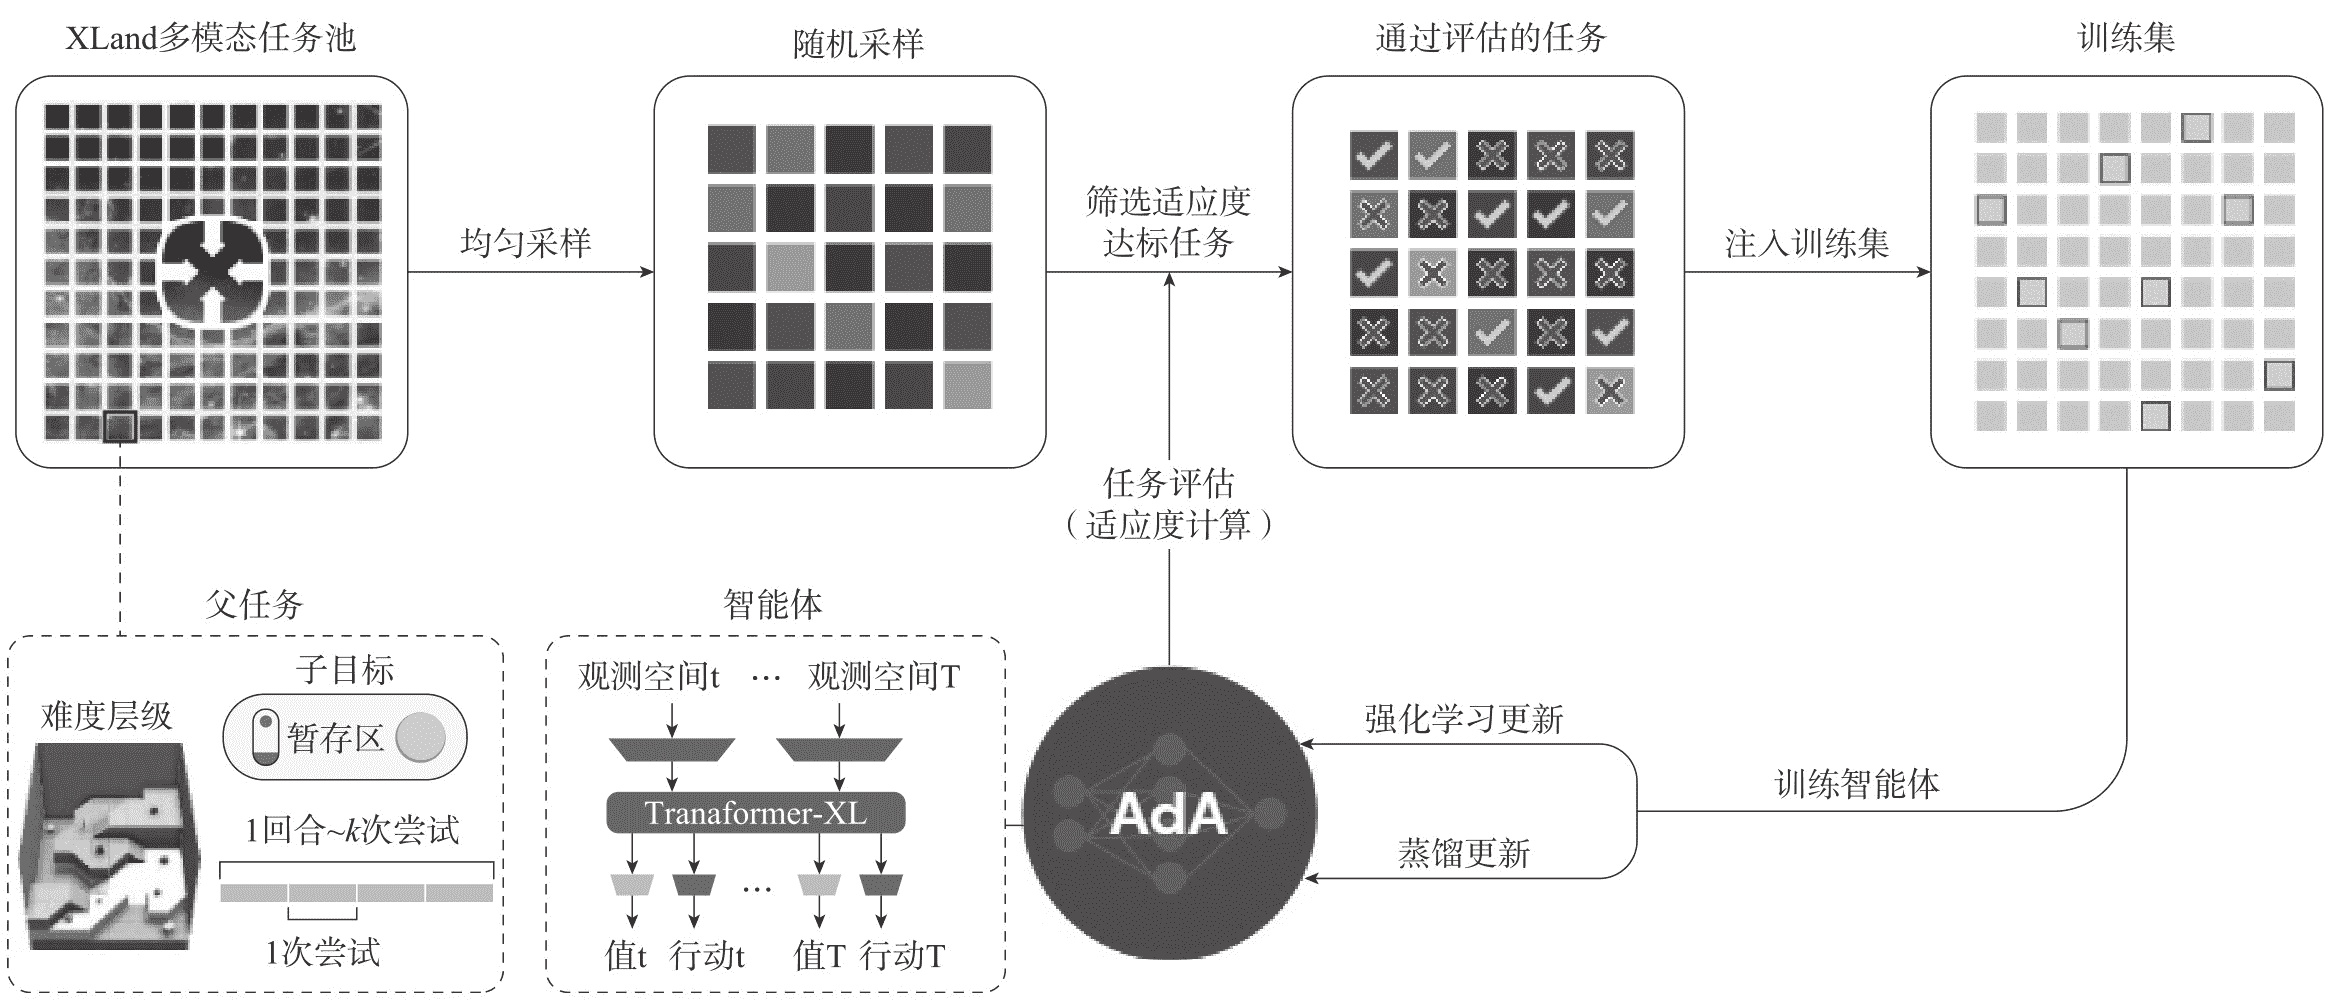 XLand多模态任务池
随机采样
通过评估的任务
训练集
均匀采样
筛选适应度
达标任务
注入训练集
任务评估
（适应度计算）
父任务
子目标
难度层级
暂存区
1回合~k次尝试
1次尝试
智能体
观测空间t … 观测空间T
Tranaformer-XL
…
值t 行动t 值T 行动T
AdA
强化学习更新
训练智能体
蒸馏更新